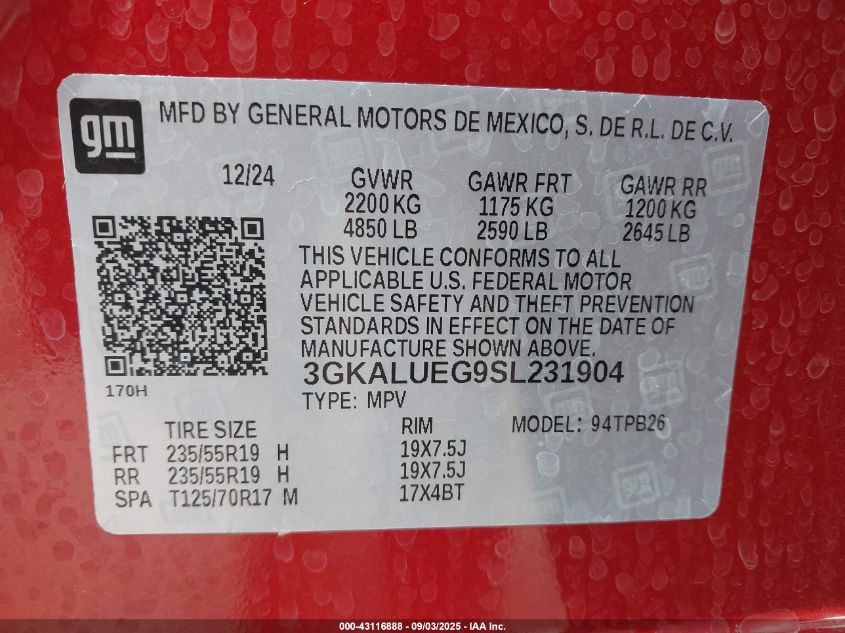 gm
MFD BY GENERAL MOTORS DE MEXICO, S. DE R.L. DE C.V.
12/24 GVWR GAWR FRT GAWR RR
2200 KG 1175 KG 1200 KG
4850 LB 2590 LB 2645 LB
THIS VEHICLE CONFORMS TO ALL
APPLICABLE U.S. FEDERAL MOTOR
VEHICLE SAFETY AND THEFT PREVENTION
STANDARDS IN EFFECT ON THE DATE OF
MANUFACTURE SHOWN ABOVE.
170H
3GKALUEG9SL231904
TYPE: MPV
TIRE SIZE RIM MODEL: 94TPB26
FRT 235/55R19 H 19X7.5J
RR 235/55R19 H 19X7.5J
SPA T125/70R17 M 17X4BT
000-43116888 - 09/03/2025 - IAA Inc.